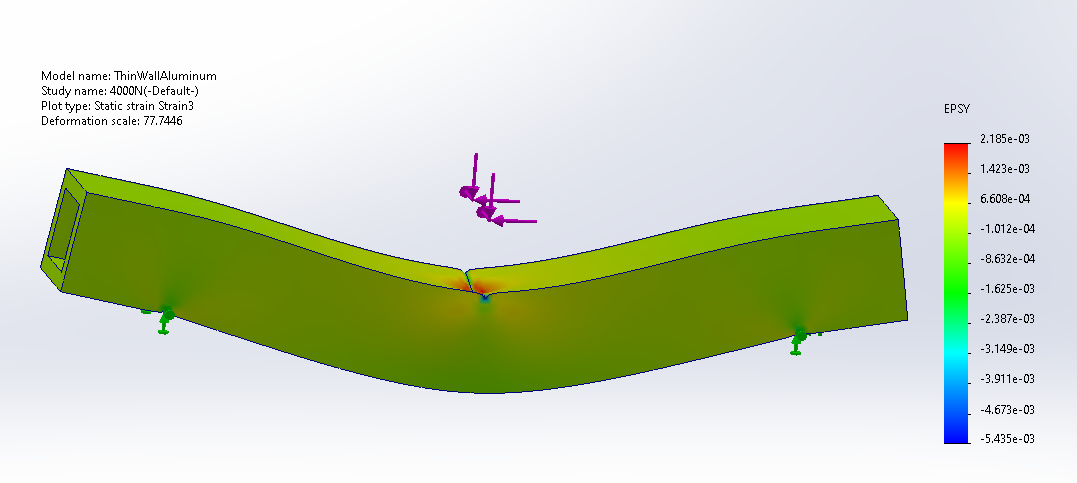 Model name: ThinWallAluminum
Study name: 4000N(-Default-)
Plot type: Static strain Strain3
Deformation scale: 77.7446
EPSY
2.185e-03
1.423e-03
6.608e-04
-1.012e-04
-8.632e-04
-1.625e-03
-2.387e-03
-3.149e-03
-3.911e-03
-4.673e-03
-5.435e-03